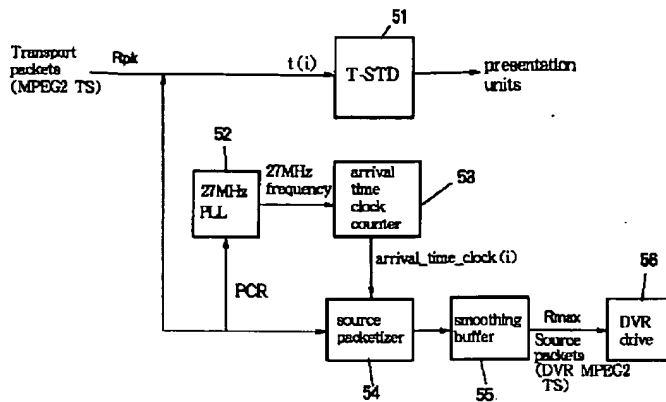 51
Transport
packets
(MPEG2 TS)
Rpk
t(i)
T-STD
presentation
units
52
27MHz
PLL
27MHz
frequency
arrival
time
clock
counter
53
arrival_time_clock(i)
PCR
source
packetizer
54
smoothing
buffer
55
Rmax
Source
packets
(DVR MPEG2
TS)
56
DVR
drive